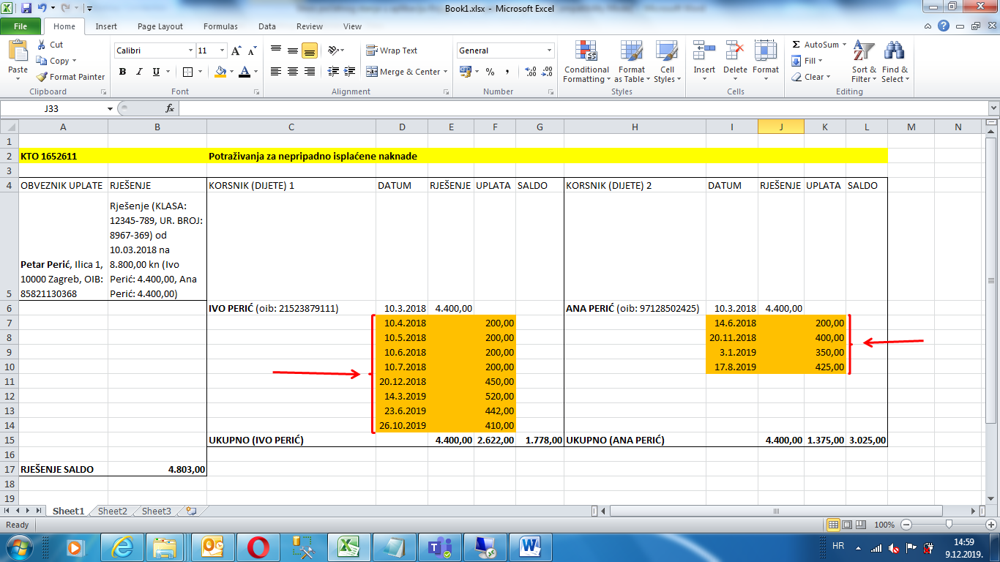 Book1.xlsx - Microsoft Excel
File Home Insert Page Layout Formulas Data Review View
Paste
Cut
Copy
Format Painter
Clipboard
Calibri 11
B I U
Font
Wrap Text
Merge & Center
Alignment
General
% ,
Number
Conditional Formatting
Format as Table
Cell Styles
Styles
Insert Delete Format
Cells
Σ AutoSum
Fill
Clear
Sort & Filter
Find & Select
Editing
J33 fx
A B C D E F G H I J K L M N
1
2 KTO 1652611 Potraživanja za nepripadno isplaćene naknade
3
4 OBVEZNIK UPLATE RJEŠENJE KORSNIK (DIJETE) 1 DATUM RJEŠENJE UPLATA SALDO KORSNIK (DIJETE) 2 DATUM RJEŠENJE UPLATA SALDO
5
Petar Perić, Ilica 1,
10000 Zagreb, OIB:
85821130368
Rješenje (KLASA:
12345-789, UR. BROJ:
8967-369) od
10.03.2018 na
8.800,00 kn (Ivo
Perić: 4.400,00, Ana
Perić: 4.400,00)
6 IVO PERIĆ (oib: 21523879111) 10.3.2018 4.400,00 ANA PERIĆ (oib: 97128502425) 10.3.2018 4.400,00
7 10.4.2018 200,00 14.6.2018 200,00
8 10.5.2018 200,00 20.11.2018 400,00
9 10.6.2018 200,00 3.1.2019 350,00
10 10.7.2018 200,00 17.8.2019 425,00
11 20.12.2018 450,00
12 14.3.2019 520,00
13 23.6.2019 442,00
14 26.10.2019 410,00
15 UKUPNO (IVO PERIĆ) 4.400,00 2.622,00 1.778,00 UKUPNO (ANA PERIĆ) 4.400,00 1.375,00 3.025,00
16
17 RJEŠENJE SALDO 4.803,00
18
19
Sheet1 Sheet2 Sheet3
Ready 100%
HR 14:59
9.12.2019.